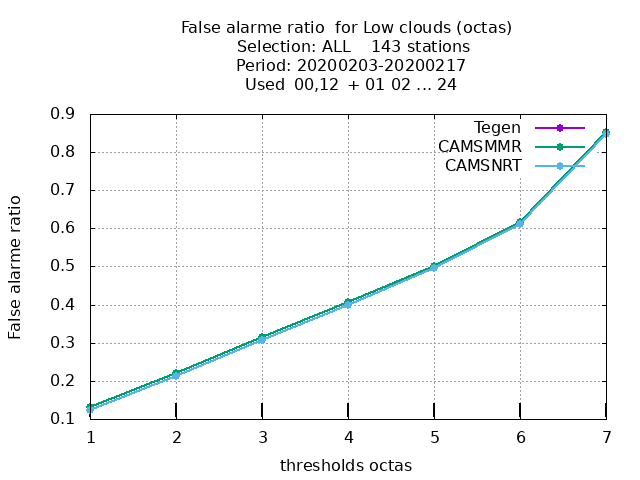 False alarme ratio  for Low clouds (octas)
Selection: ALL    143 stations
Period: 20200203-20200217
Used  00,12  + 01 02 ... 24
Tegen
CAMSMMR
CAMSNRT
0.9
0.8
0.7
0.6
0.5
0.4
0.3
0.2
0.1
False alarme ratio
1 2 3 4 5 6 7
thresholds octas